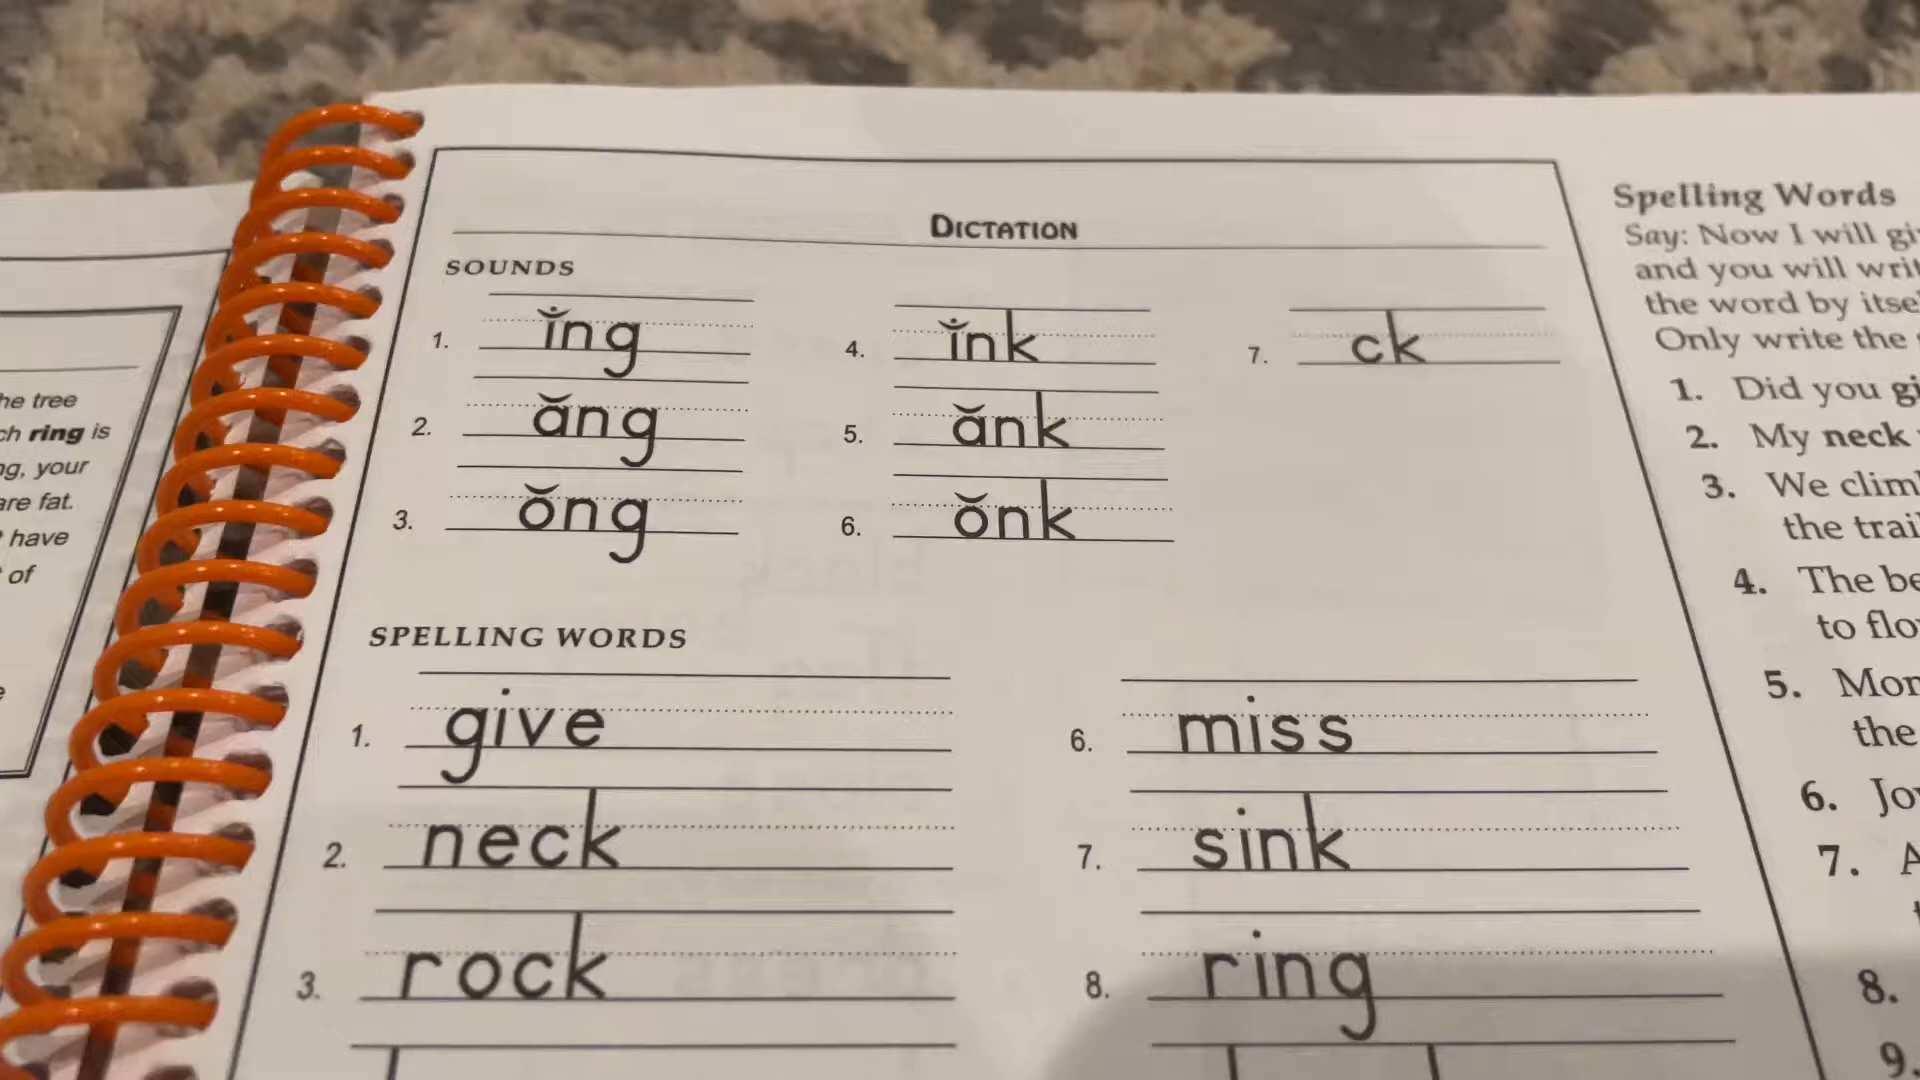 he tree
ch ring is
ng, your
are fat.
have
of
DICTATION
SOUNDS
1. ĭng
2. ăng
3. ŏng
4. ĭnk
5. ănk
6. ŏnk
7. ck
SPELLING WORDS
1. give
2. neck
3. rock
6. miss
7. sink
8. ring
Spelling Words
Say: Now I will gi
and you will writ
the word by itse
Only write the
1. Did you gi
2. My neck
3. We clim
the trai
4. The be
to flo
5. Mor
the
6. Jo
7. A
8.
9.